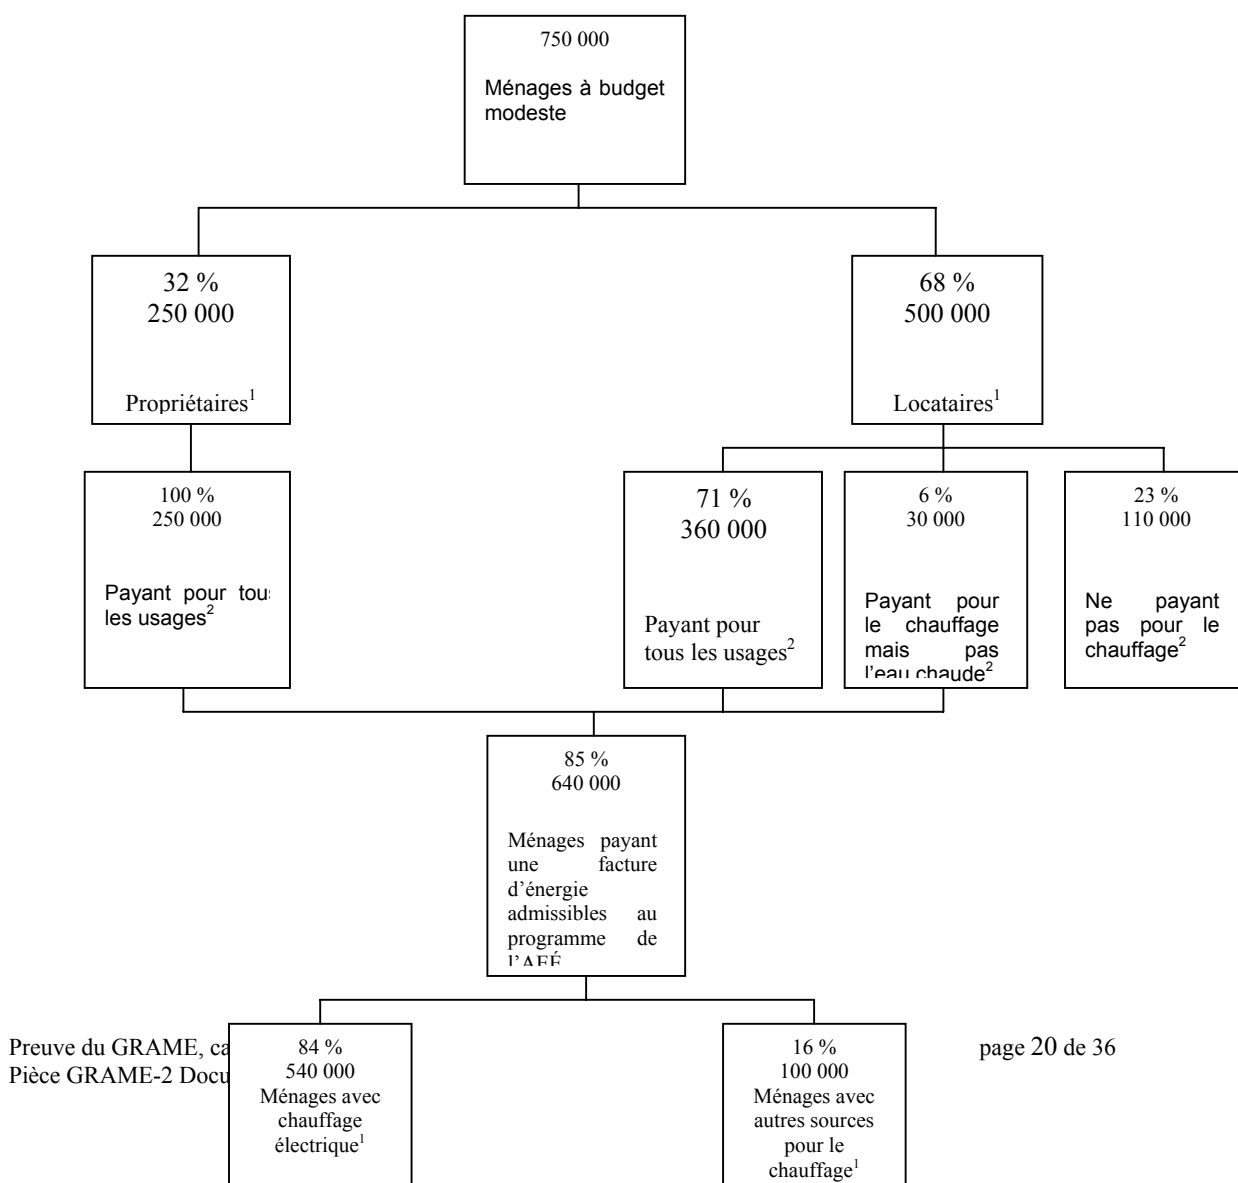 750 000
Ménages à budget
modeste
32 %
250 000
Propriétaires1
68 %
500 000
Locataires1
100 %
250 000
Payant pour tous
les usages2
71 %
360 000
Payant pour
tous les usages2
6 %
30 000
Payant pour
le chauffage
mais pas
l'eau chaude2
23 %
110 000
Ne payant
pas pour le
chauffage2
85 %
640 000
Ménages payant
une facture
d'énergie
admissibles au
programme de
l'AEÉ
84 %
540 000
Ménages avec
chauffage
électrique1
16 %
100 000
Ménages avec
autres sources
pour le
chauffage1
Preuve du GRAME, ca
Pièce GRAME-2 Docu
page 20 de 36